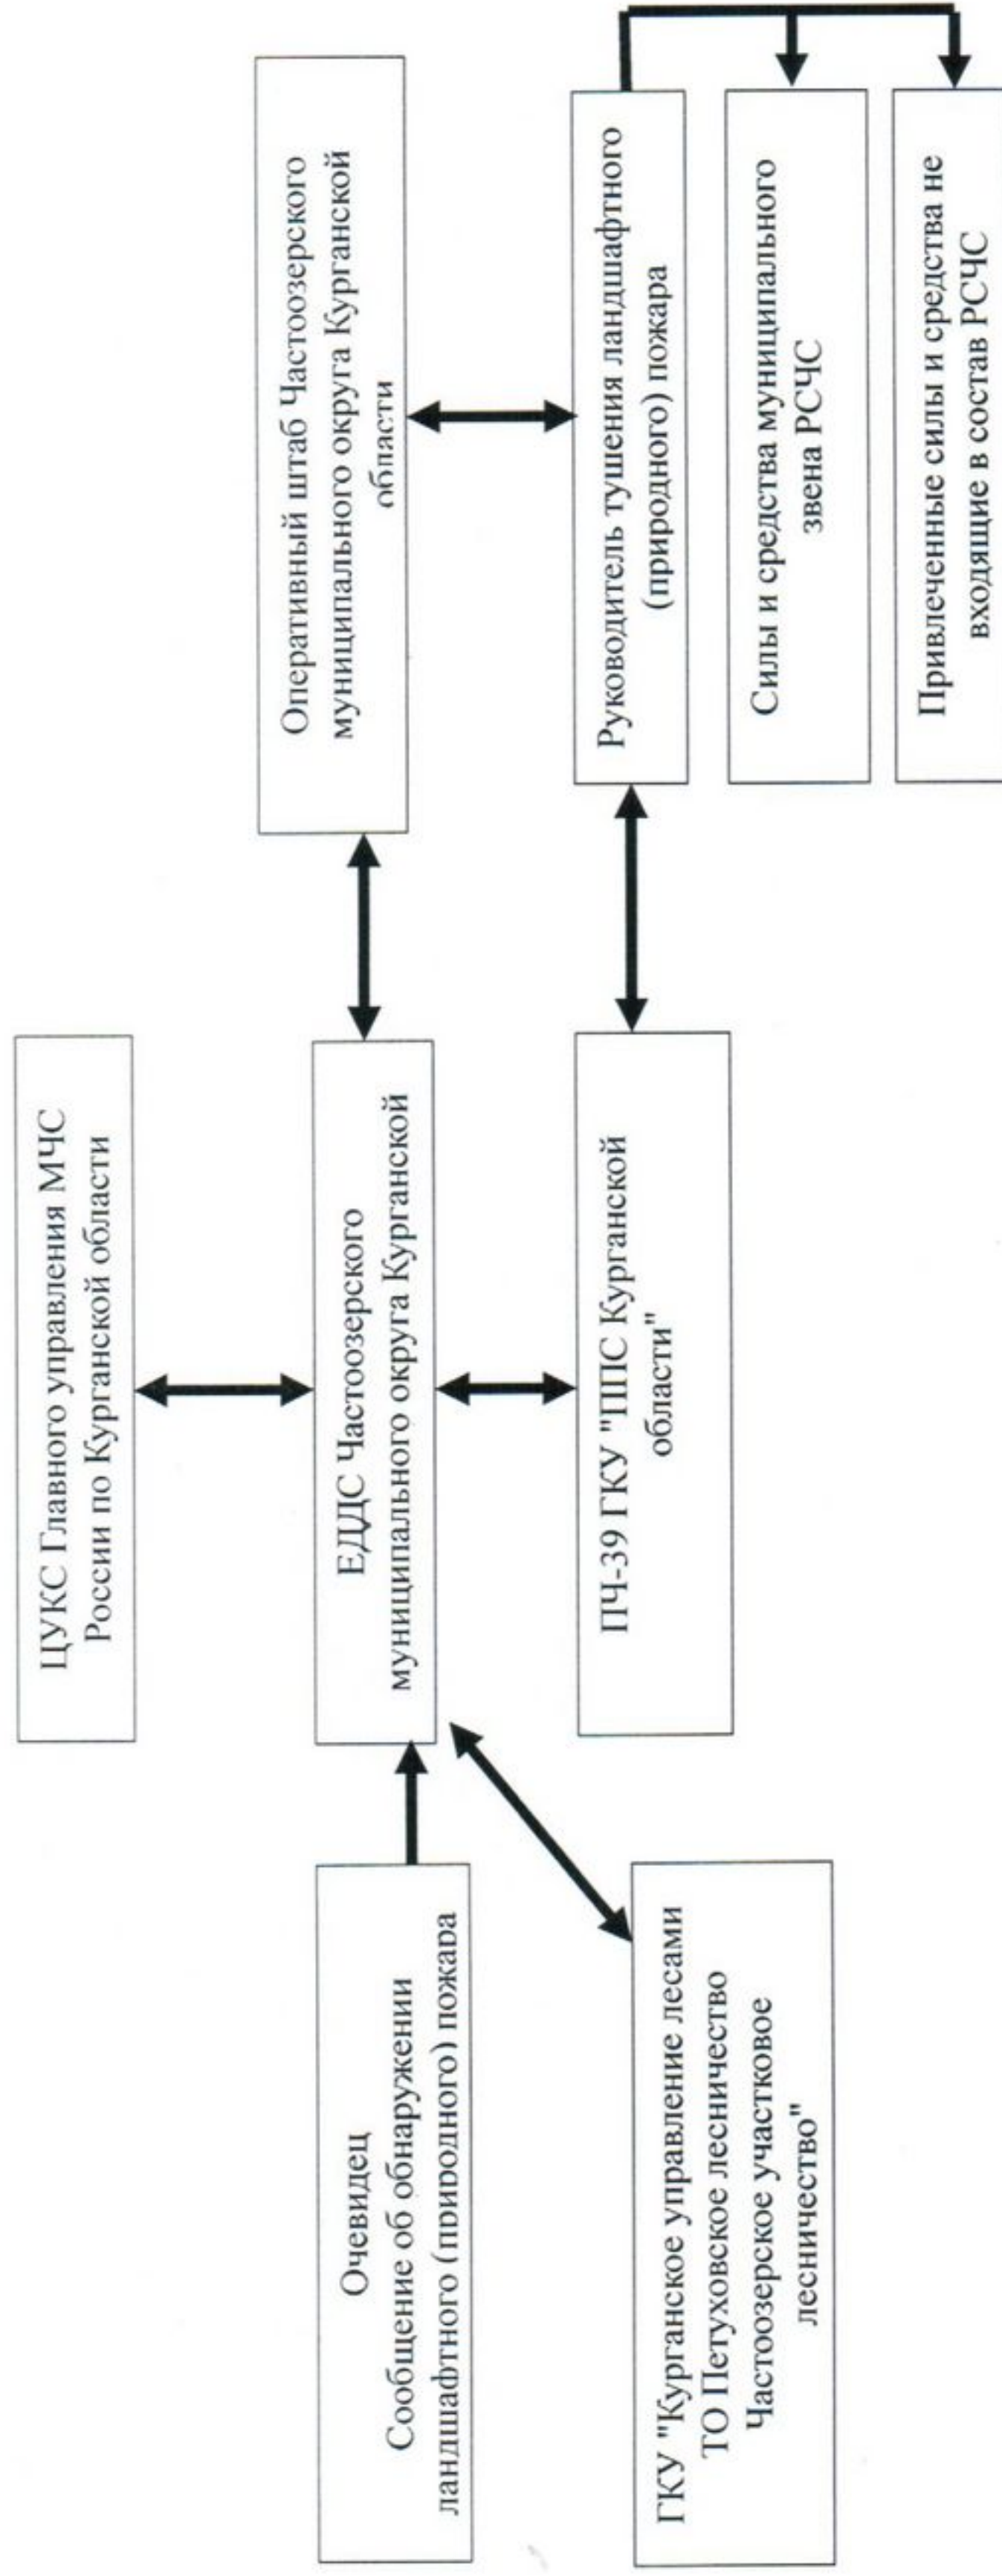 ЦУКС Главного управления МЧС
России по Курганской области
Очевидец
Сообщение об обнаружении
ландшафтного (природного) пожара
ЕДДС Частоозерского
муниципального округа Курганской
Оперативный штаб Частоозерского
муниципального округа Курганской
области
ГКУ "Курганское управление лесами
ТО Петуховское лесничество
Частоозерское участковое
лесничество"
ПЧ-39 ГКУ "ППС Курганской
области"
Руководитель тушения ландшафтного
(природного) пожара
Силы и средства муниципального
звена РСЧС
Привлеченные силы и средства не
входящие в состав РСЧС